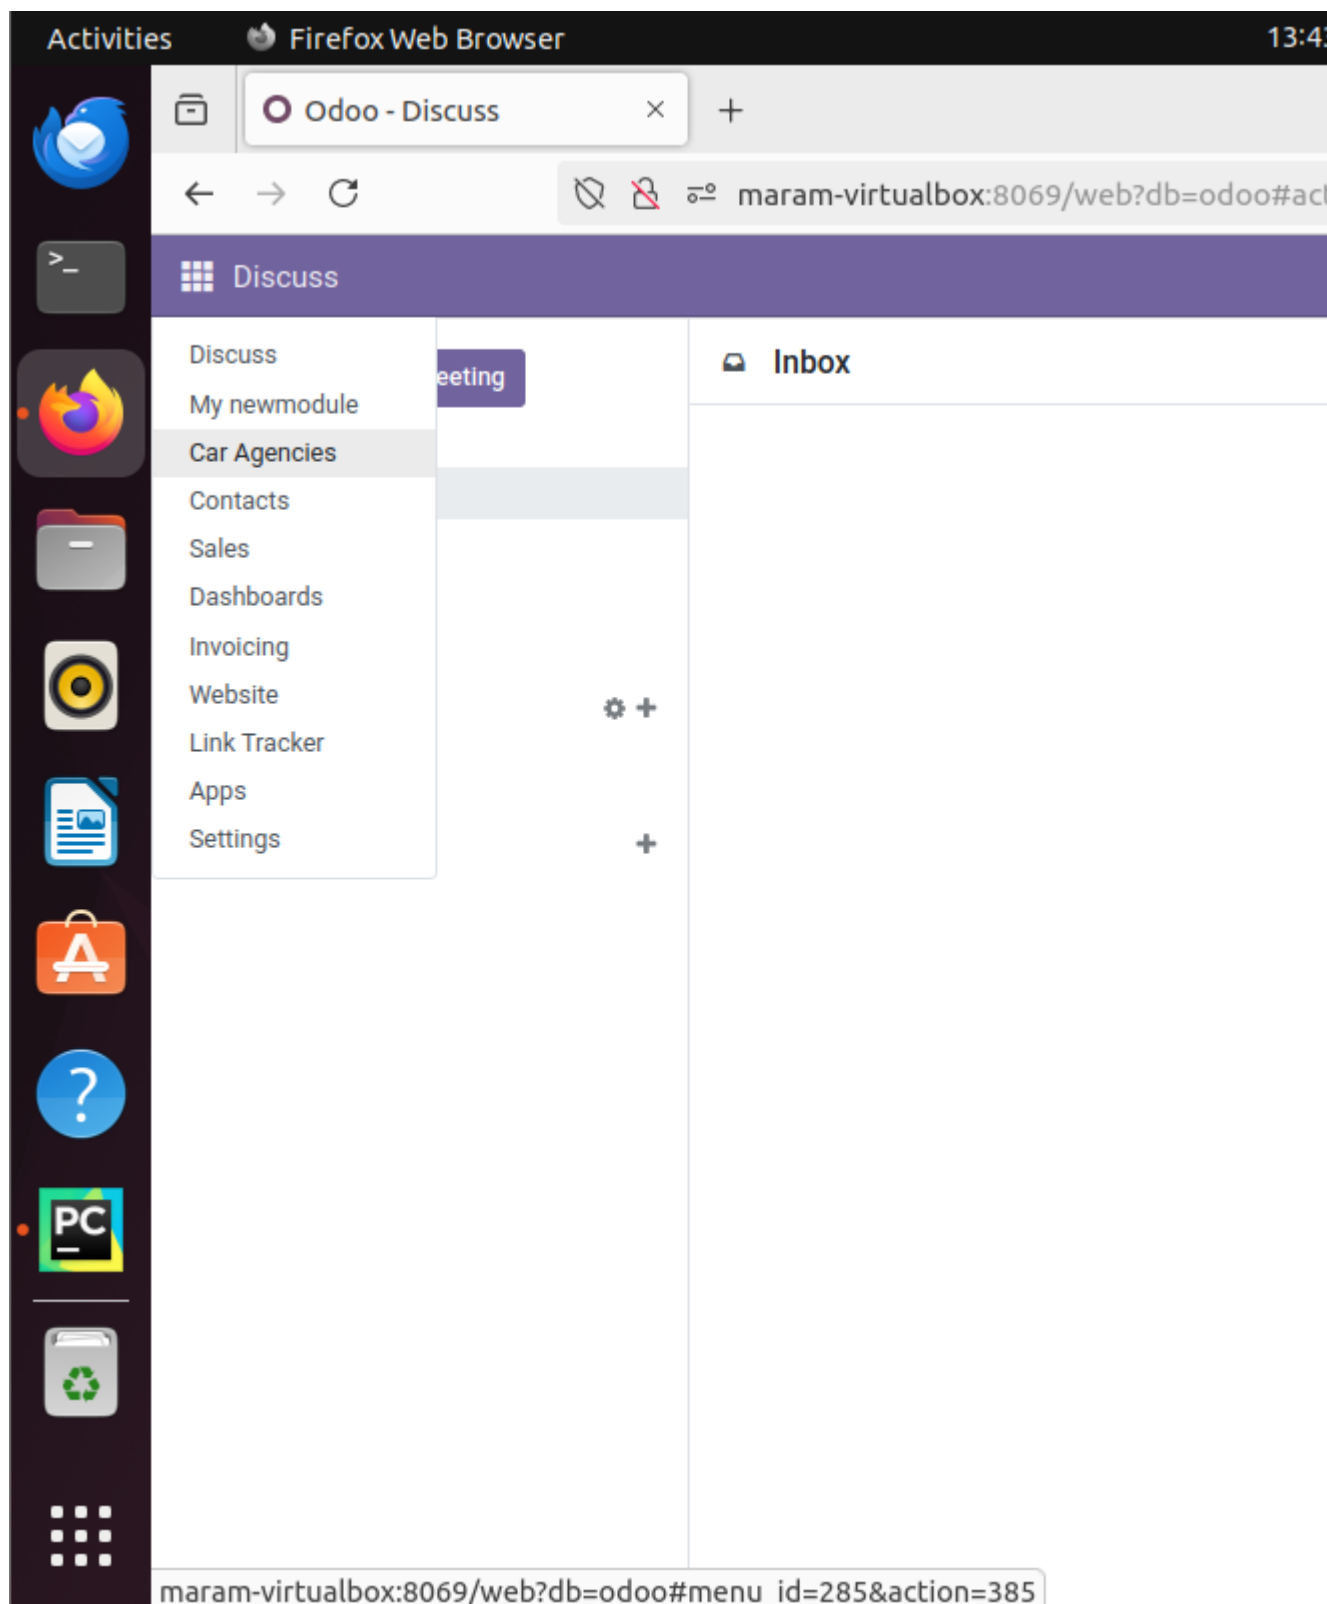 Activities Firefox Web Browser 13:43
Odoo - Discuss
maram-virtualbox:8069/web?db=odoo#act
Discuss
Discuss
eeting
Inbox
My newmodule
Car Agencies
Contacts
Sales
Dashboards
Invoicing
Website
Link Tracker
Apps
Settings
PC
maram-virtualbox:8069/web?db=odoo#menu_id=285&action=385